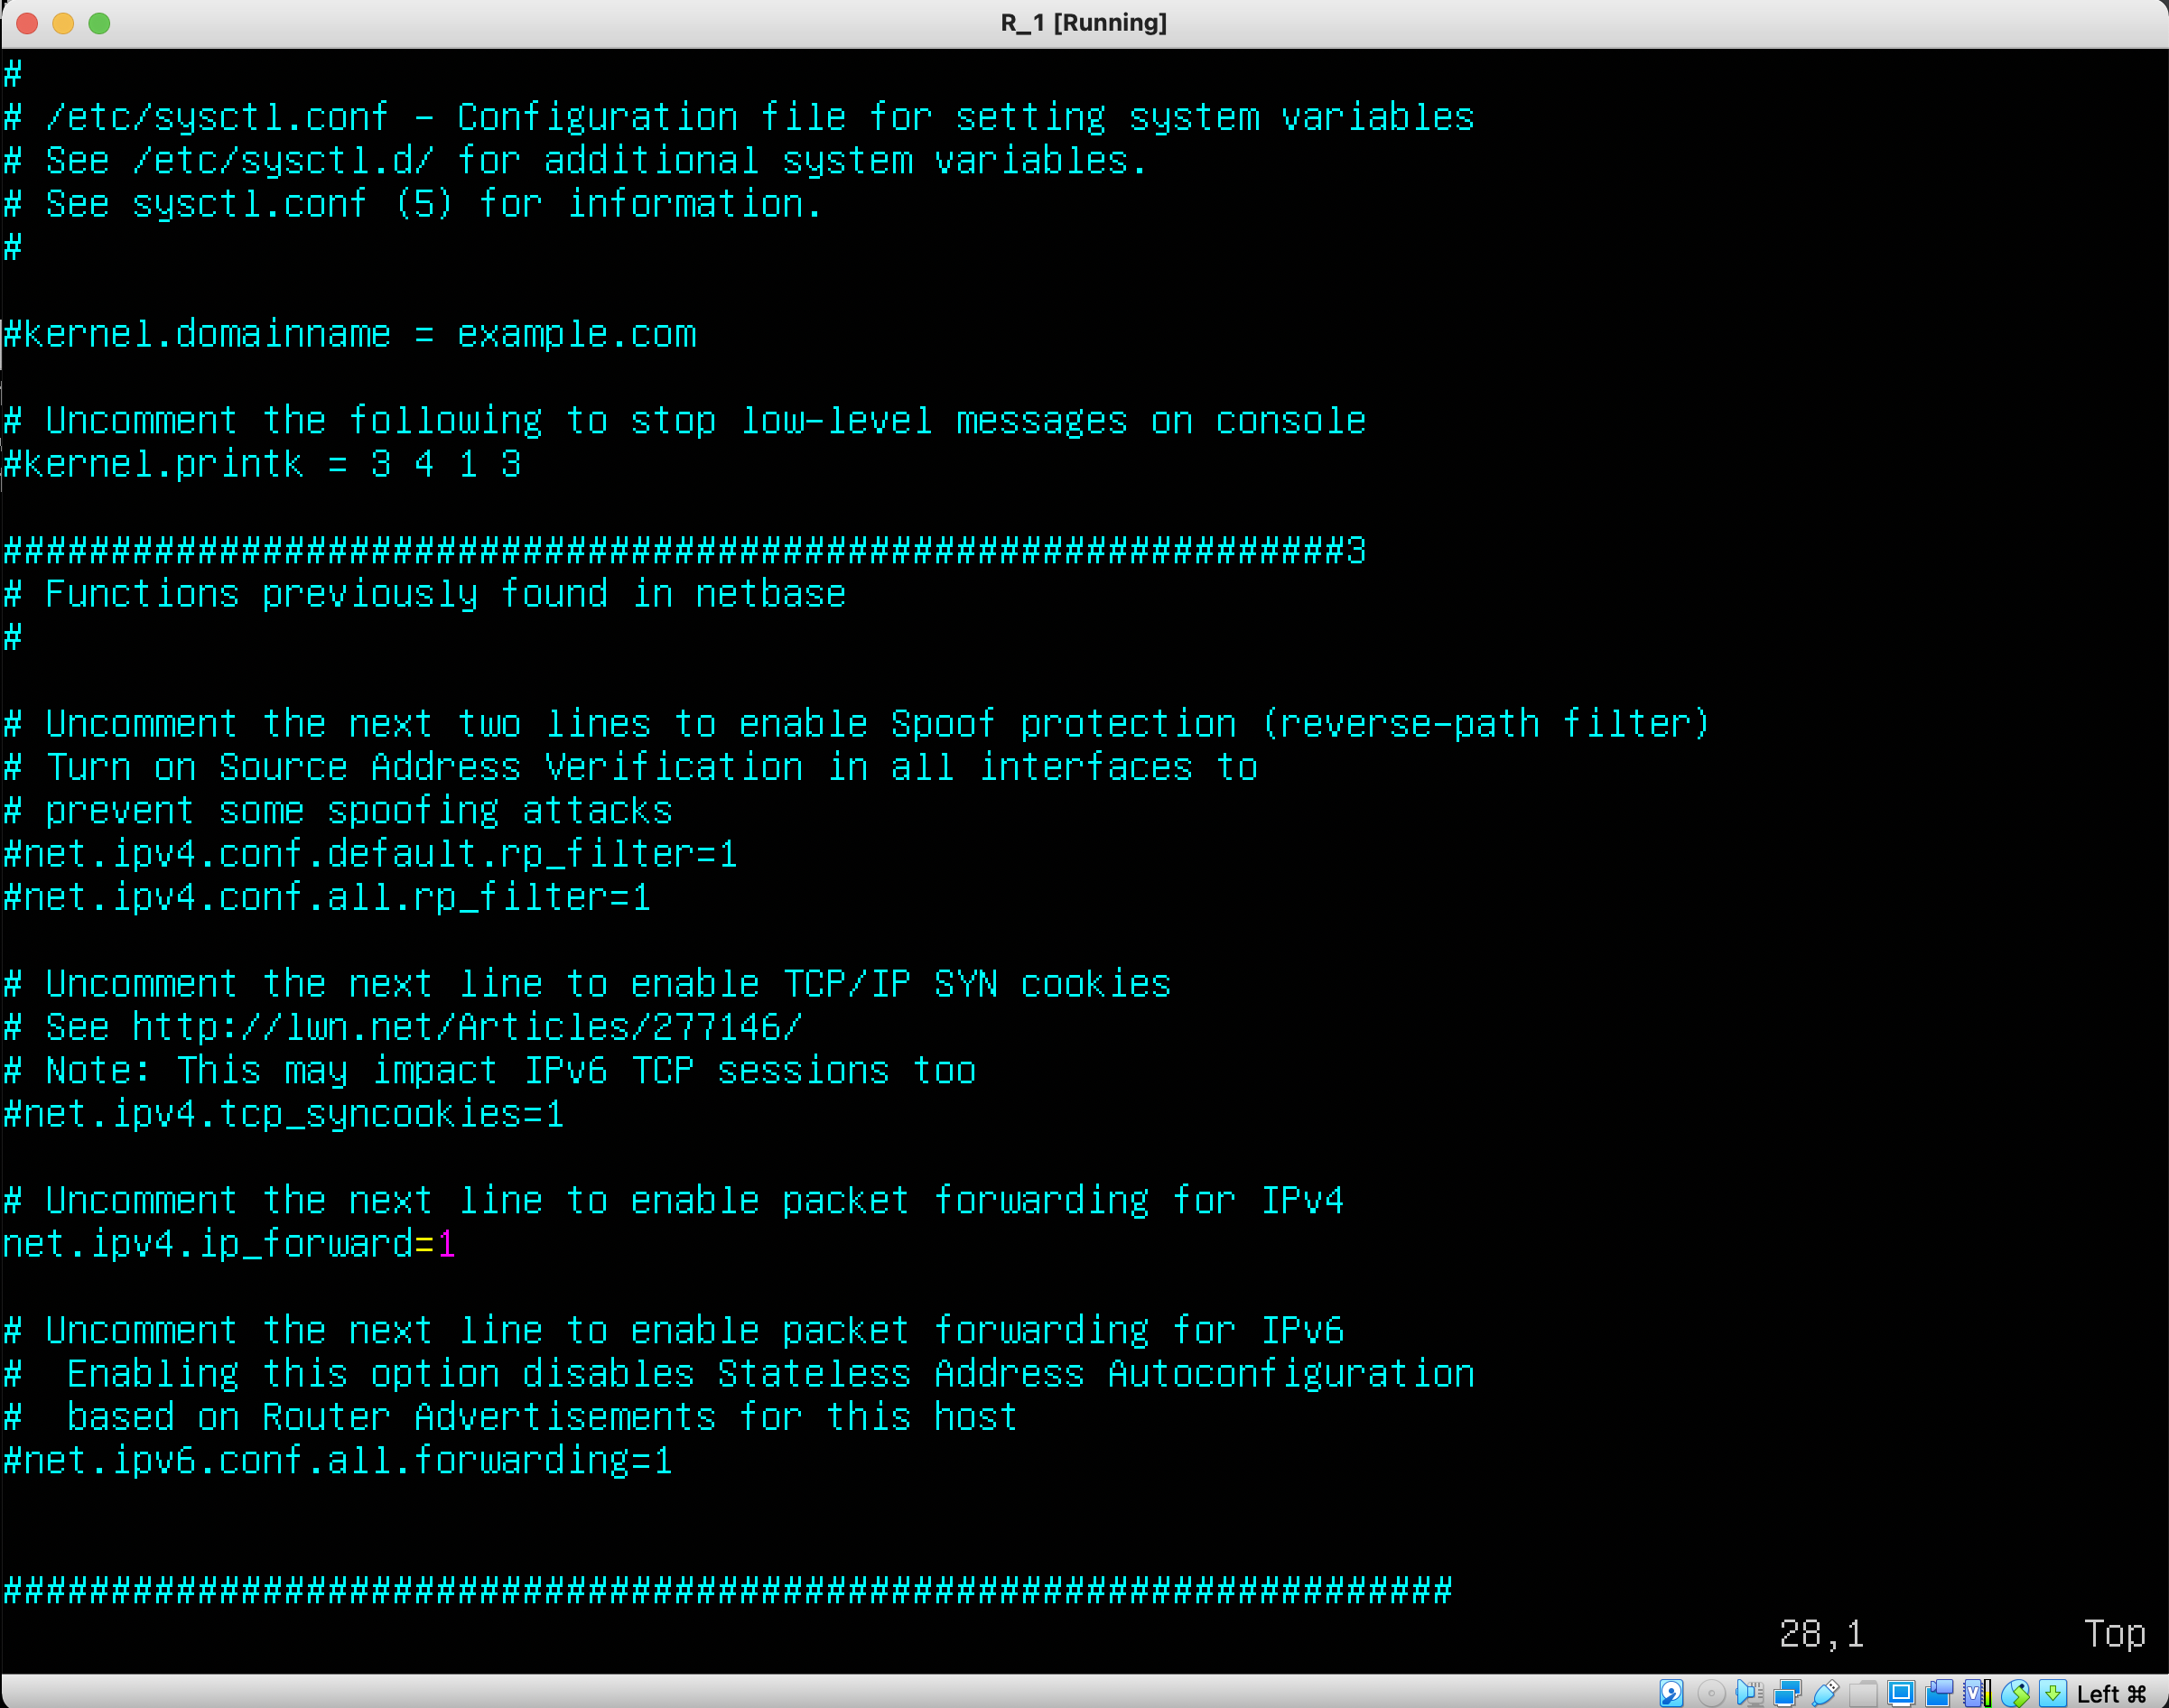 R_1 [Running]
#
# /etc/sysctl.conf - Configuration file for setting system variables
# See /etc/sysctl.d/ for additional system variables.
# See sysctl.conf (5) for information.
#
#kernel.domainname = example.com
# Uncomment the following to stop low-level messages on console
#kernel.printk = 3 4 1 3
##############################################################3
# Functions previously found in netbase
#
# Uncomment the next two lines to enable Spoof protection (reverse-path filter)
# Turn on Source Address Verification in all interfaces to
# prevent some spoofing attacks
#net.ipv4.conf.default.rp_filter=1
#net.ipv4.conf.all.rp_filter=1
# Uncomment the next line to enable TCP/IP SYN cookies
# See http://lwn.net/Articles/277146/
# Note: This may impact IPv6 TCP sessions too
#net.ipv4.tcp_syncookies=1
# Uncomment the next line to enable packet forwarding for IPv4
net.ipv4.ip_forward=1
# Uncomment the next line to enable packet forwarding for IPv6
#  Enabling this option disables Stateless Address Autoconfiguration
#  based on Router Advertisements for this host
#net.ipv6.conf.all.forwarding=1
###################################################################
28,1 Top
Left ⌘